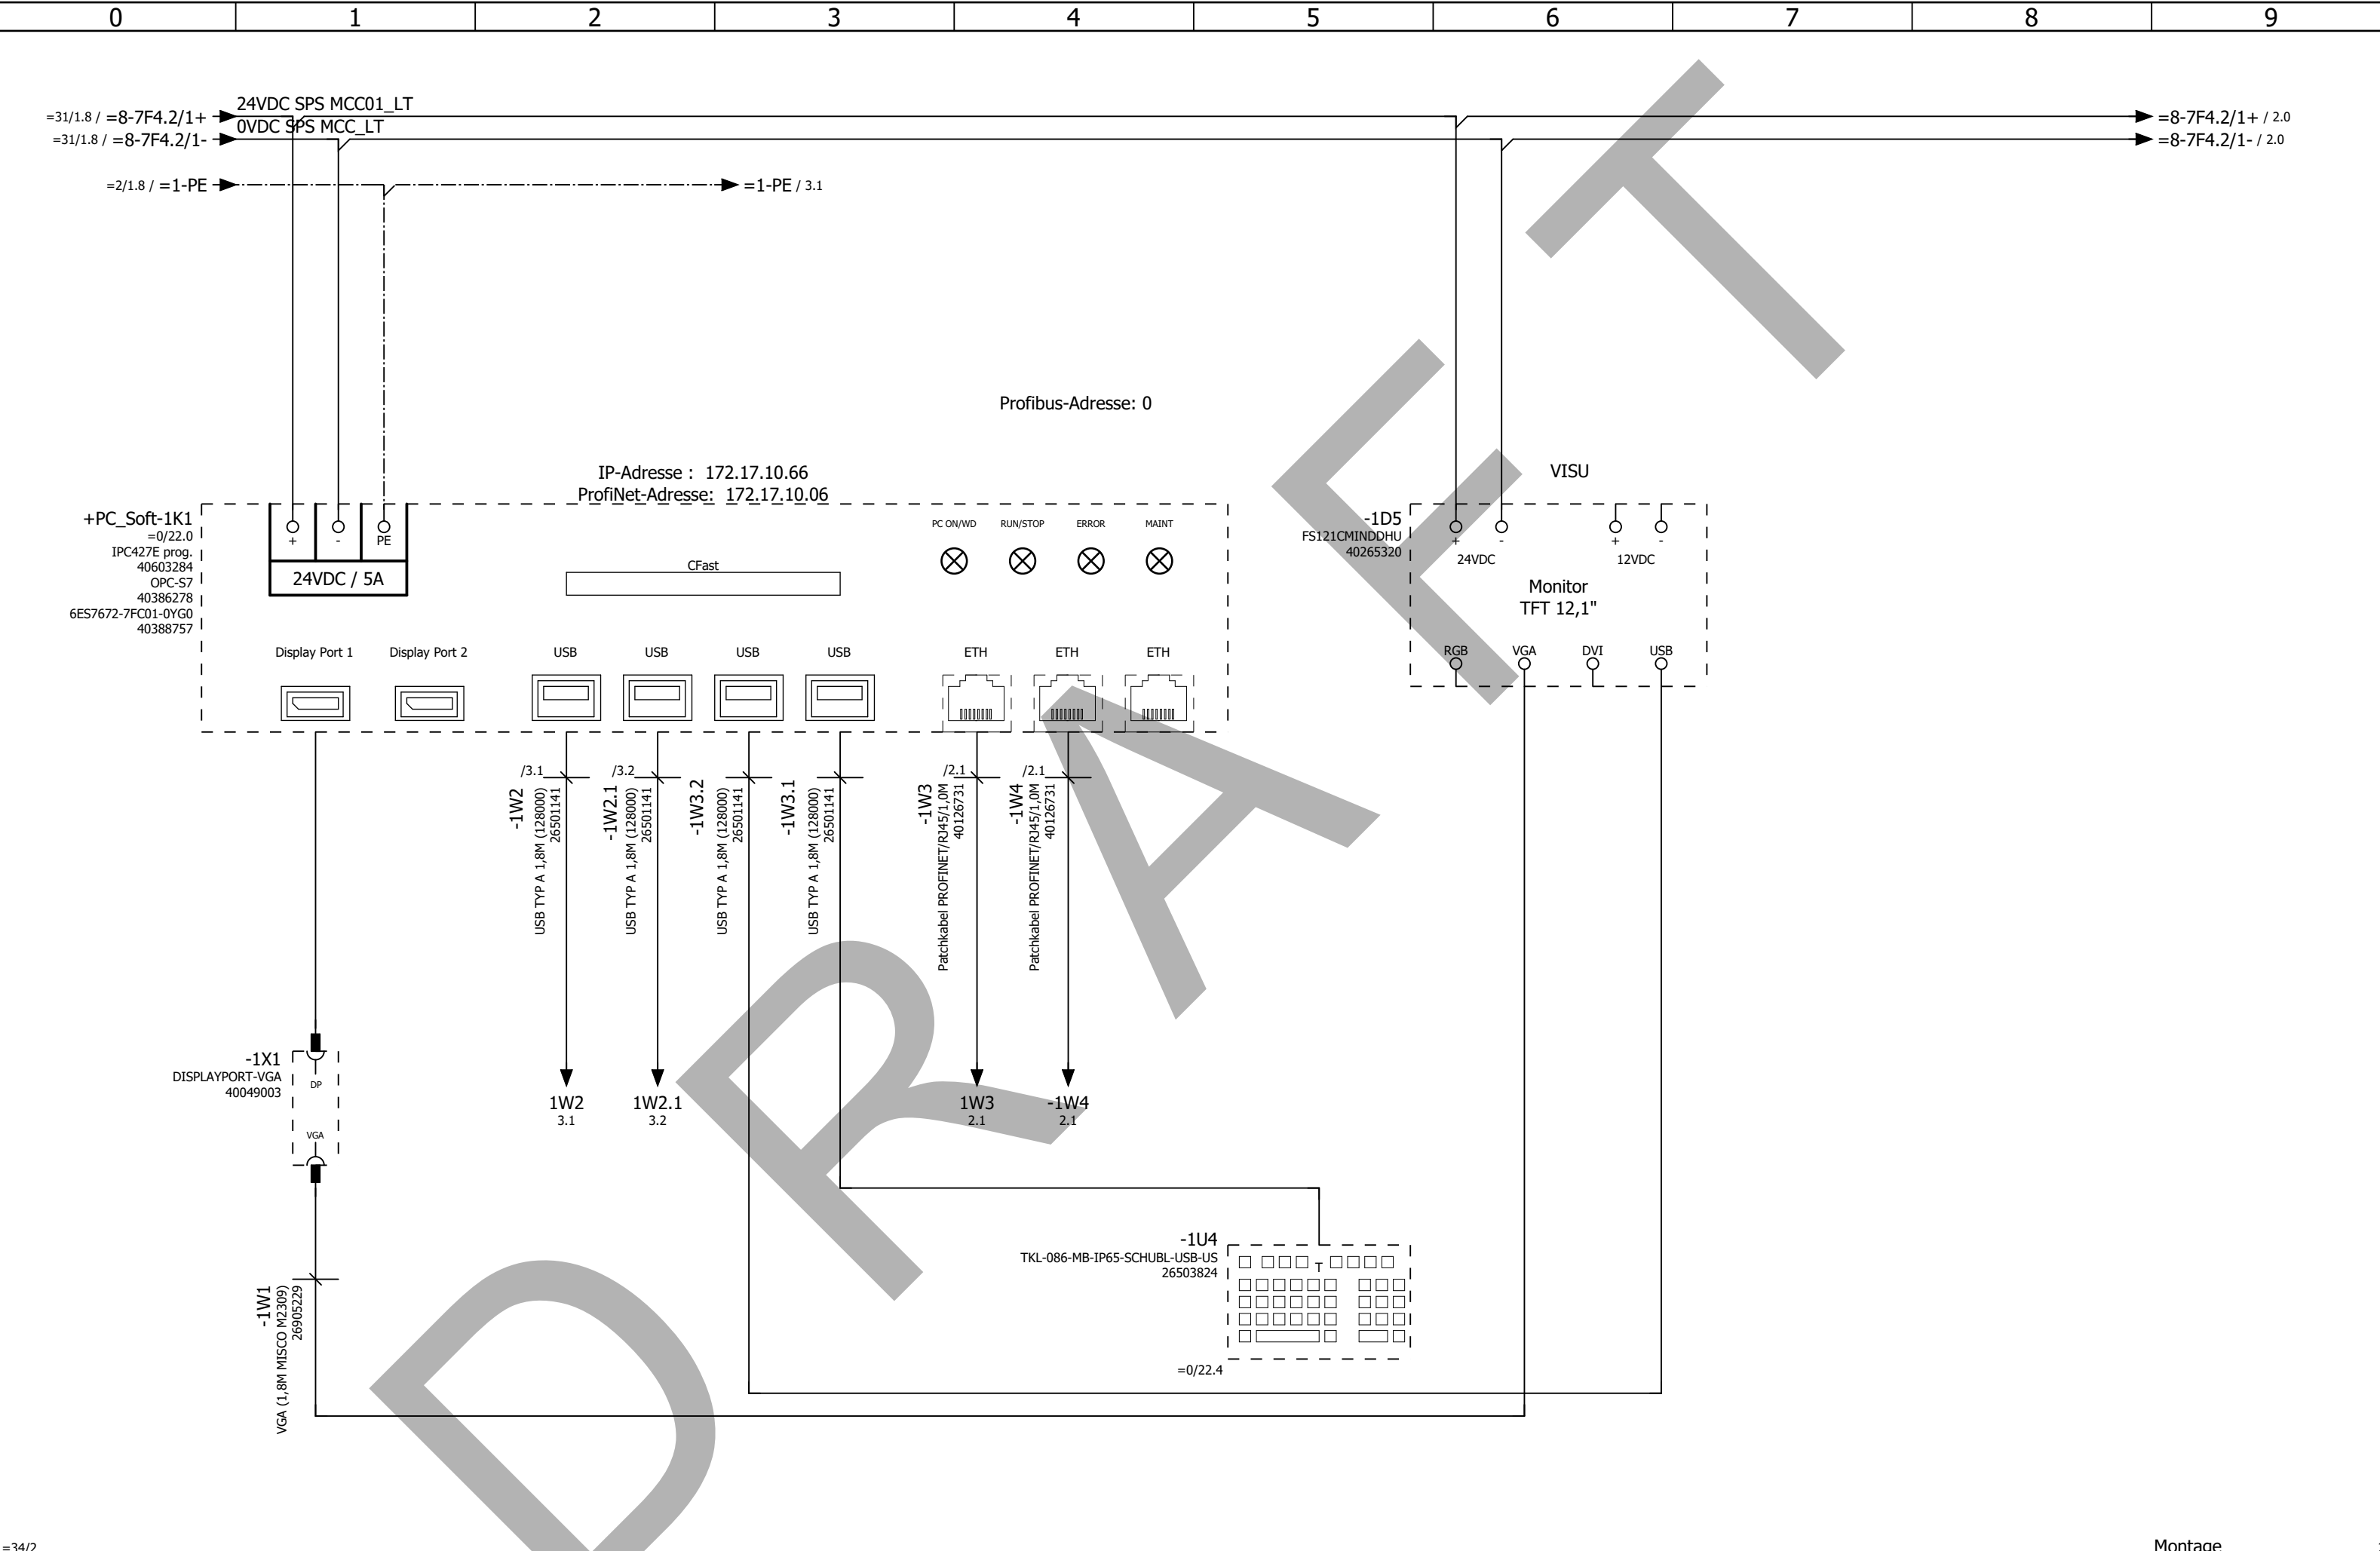 0 1 2 3 4 5 6 7 8 9
=31/1.8 / =8-7F4.2/1+
24VDC SPS MCC01_LT
=8-7F4.2/1+ / 2.0
=31/1.8 / =8-7F4.2/1-
0VDC SPS MCC_LT
=8-7F4.2/1- / 2.0
=2/1.8 / =1-PE
=1-PE / 3.1
Profibus-Adresse: 0
IP-Adresse : 172.17.10.66
ProfiNet-Adresse: 172.17.10.06
VISU
+PC_Soft-1K1
=0/22.0
IPC427E prog.
40603284
OPC-S7
40386278
6ES7672-7FC01-0YG0
40388757
+ - PE
24VDC / 5A
CFast
PC ON/WD RUN/STOP ERROR MAINT
-1D5
FS121CMINDDHU
40265320
+ - + -
24VDC 12VDC
Monitor
TFT 12,1"
RGB VGA DVI USB
Display Port 1 Display Port 2 USB USB USB USB ETH ETH ETH
/3.1
-1W2
USB TYP A 1,8M (128000)
26501141
/3.2
-1W2.1
USB TYP A 1,8M (128000)
26501141
-1W3.2
USB TYP A 1,8M (128000)
26501141
-1W3.1
USB TYP A 1,8M (128000)
26501141
/2.1
-1W3
Patchkabel PROFINET/RJ45/1,0M
40126731
/2.1
-1W4
Patchkabel PROFINET/RJ45/1,0M
40126731
-1X1
DISPLAYPORT-VGA
40049003
DP
VGA
1W2
3.1
1W2.1
3.2
1W3
2.1
-1W4
2.1
-1U4
TKL-086-MB-IP65-SCHUBL-USB-US
26503824
T
=0/22.4
-1W1
VGA (1,8M MISCO M2309)
26905229
DRAFT
=34/2
Montage